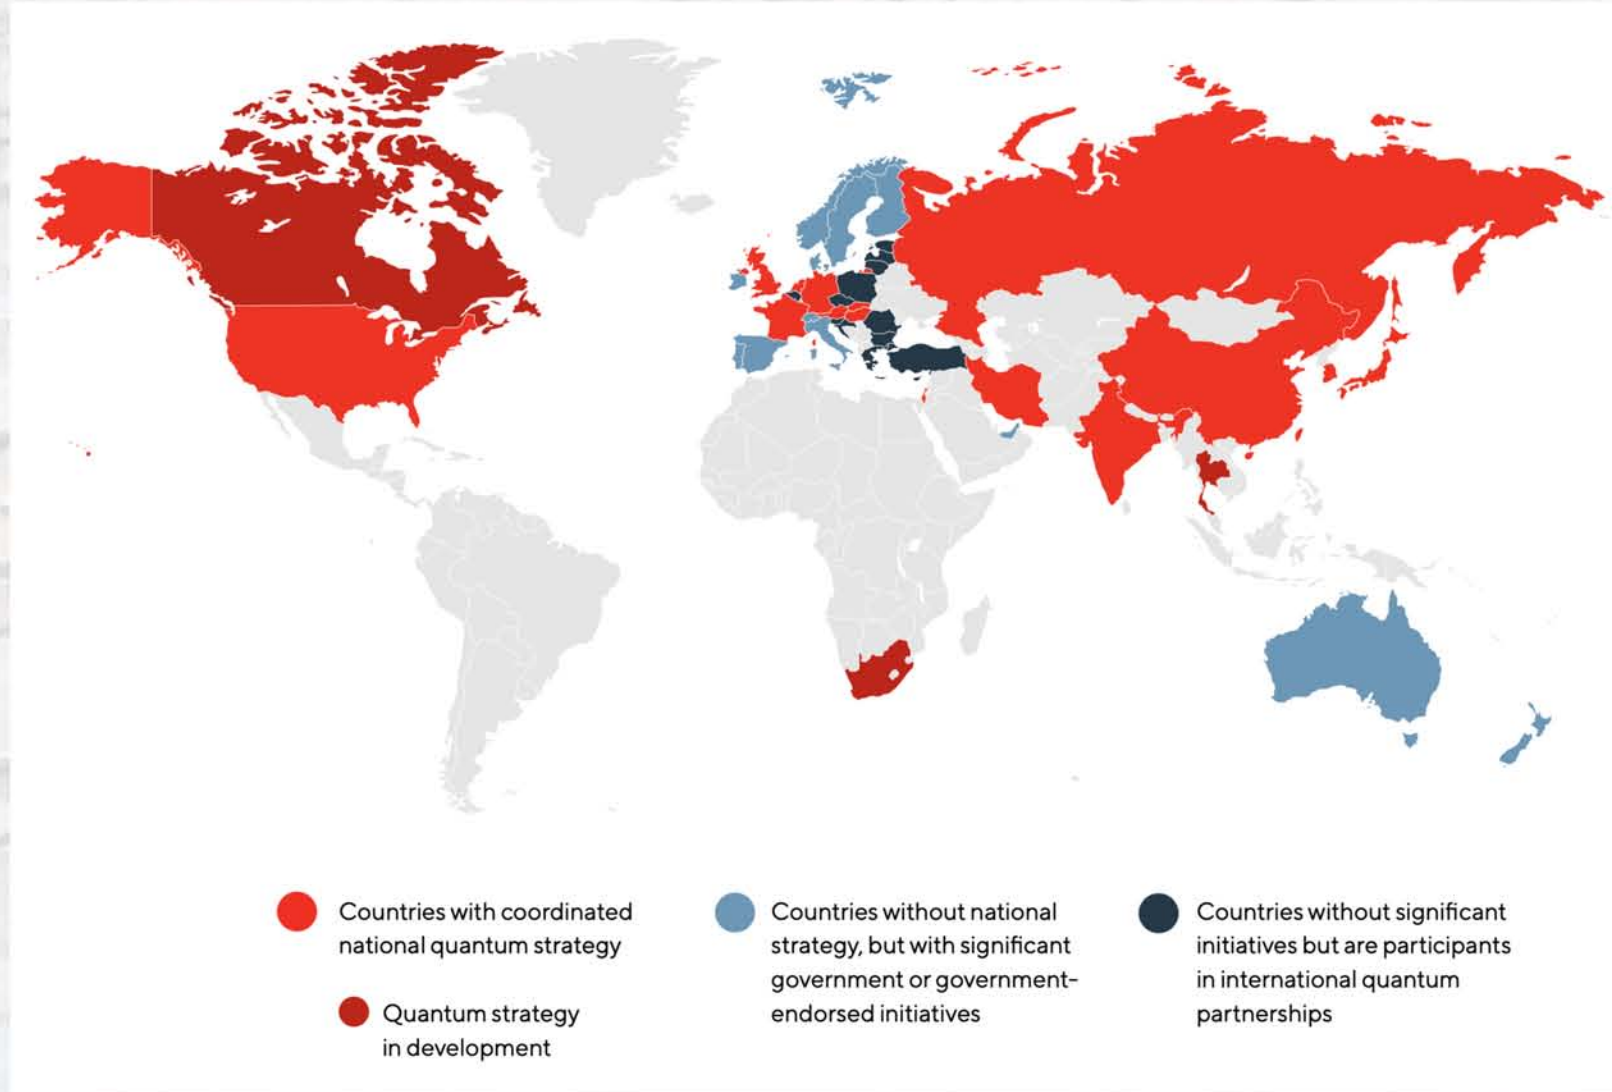 Countries with coordinated
national quantum strategy
Quantum strategy
in development
Countries without national
strategy, but with significant
government or government-
endorsed initiatives
Countries without significant
initiatives but are participants
in international quantum
partnerships